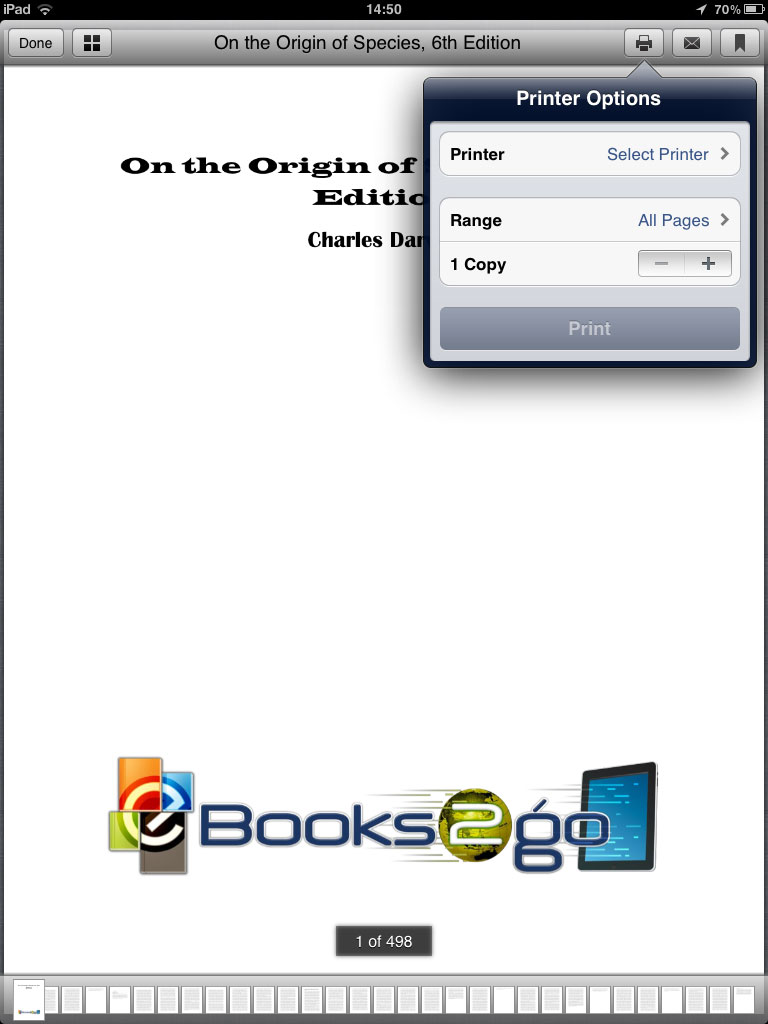 iPad 14:50 70%
Done On the Origin of Species, 6th Edition
Printer Options
Printer Select Printer
Range All Pages
1 Copy
Print
On the Origin of
Editio
Charles Dar
eBooks2go
1 of 498